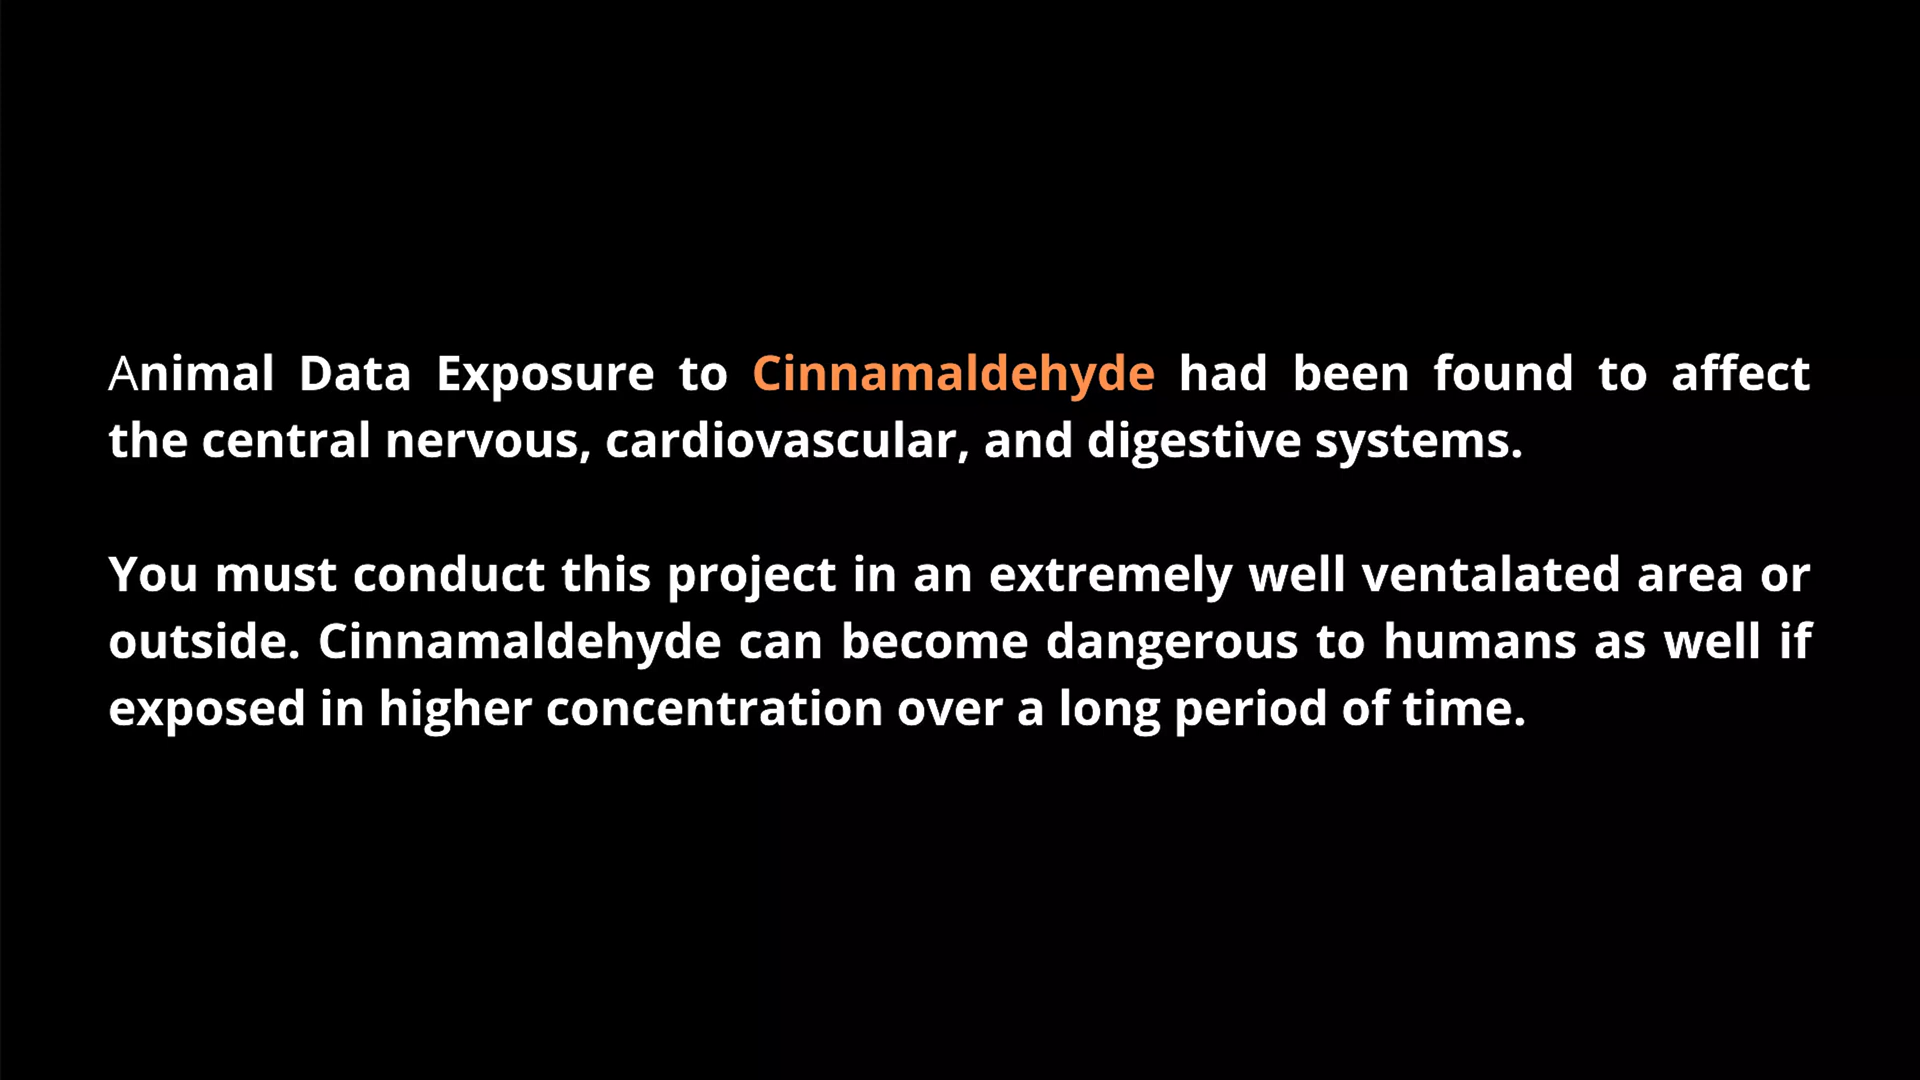 Animal Data Exposure to Cinnamaldehyde had been found to affect
the central nervous, cardiovascular, and digestive systems.
You must conduct this project in an extremely well ventalated area or
outside. Cinnamaldehyde can become dangerous to humans as well if
exposed in higher concentration over a long period of time.